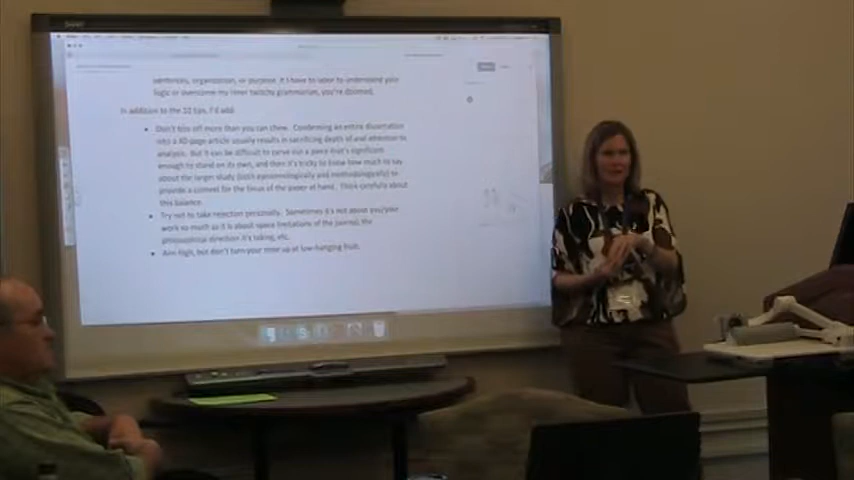 sentences, organization, or purpose. If I have to labor to understand your
logic or overcome my inner twitchy grammarian, you're doomed.
In addition to the 12 tips, I'd add:
Don't bite off more than you can chew. Condensing an entire dissertation
into a 40-page article usually results in sacrificing depth of and attention to
analysis. But it can be difficult to carve out a piece that's significant
enough to stand on its own, and then it's tricky to know how much to say
about the larger study (both epistemologically and methodologically) to
provide a context for the focus of the paper at hand. Think carefully about
this balance.
Try not to take rejection personally. Sometimes it's not about you/your
work so much as it is about space limitations of the journal, the
philosophical direction it's taking, etc.
Aim high, but don't turn your nose up at low-hanging fruit.